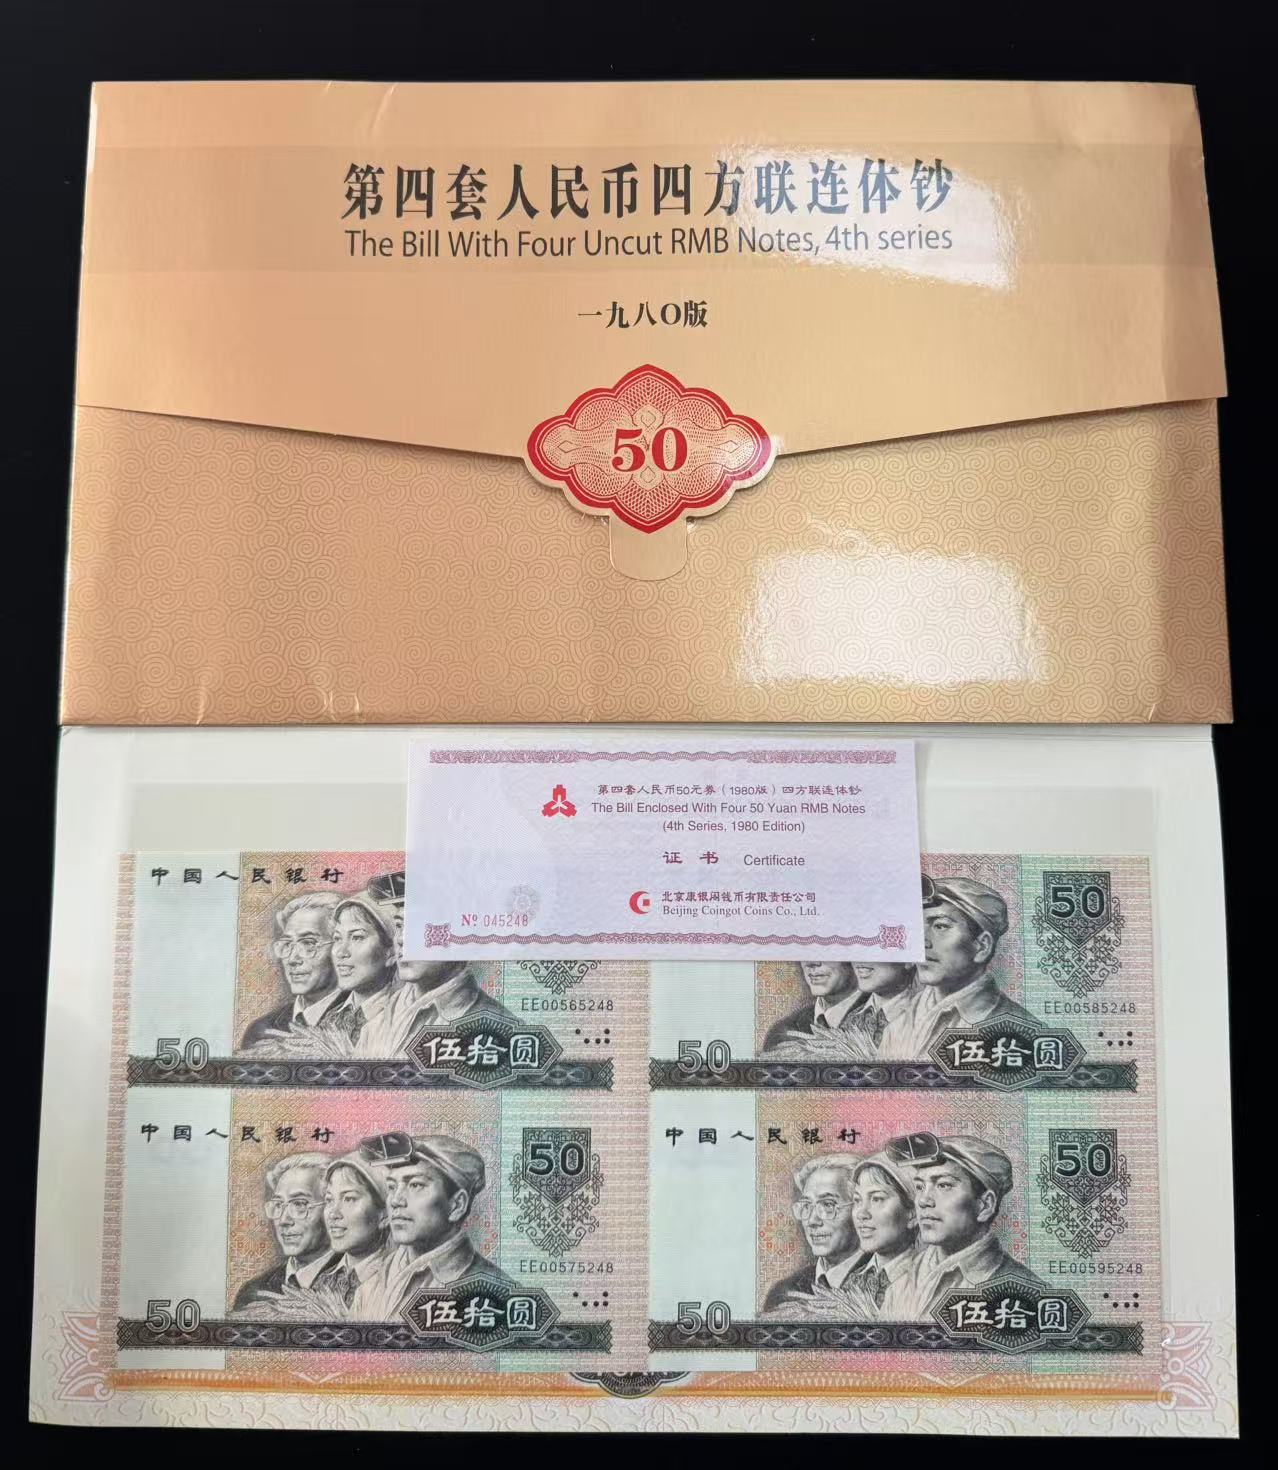 第四套人民币四方联连体钞
The Bill With Four Uncut RMB Notes, 4th series
一九八O版
50
第四套人民币50元券（1980版）四方联连体钞
The Bill Enclosed With Four 50 Yuan RMB Notes
(4th Series, 1980 Edition)
证书 Certificate
北京康银阁钱币有限责任公司
Beijing Coingot Coins Co., Ltd.
Nº 045248
中国人民银行
EE00565248
50
伍拾圆
50
EE00585248
50
伍拾圆
中国人民银行
50
EE00575248
50
伍拾圆
中国人民银行
50
EE00595248
50
伍拾圆